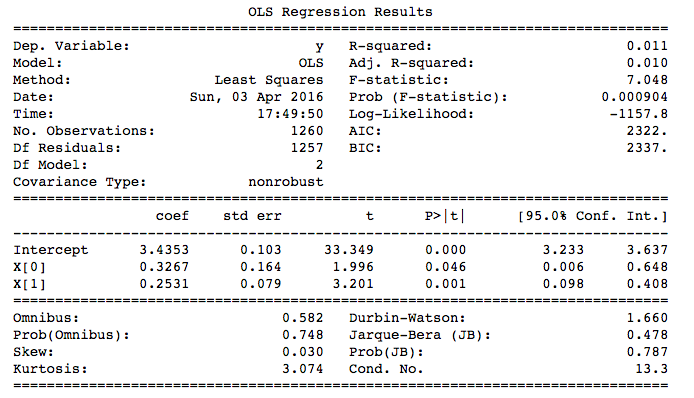 OLS Regression Results
==============================================================================
Dep. Variable: y R-squared: 0.011
Model: OLS Adj. R-squared: 0.010
Method: Least Squares F-statistic: 7.048
Date: Sun, 03 Apr 2016 Prob (F-statistic): 0.000904
Time: 17:49:50 Log-Likelihood: -1157.8
No. Observations: 1260 AIC: 2322.
Df Residuals: 1257 BIC: 2337.
Df Model: 2
Covariance Type: nonrobust
==============================================================================
coef std err t P>|t| [95.0% Conf. Int.]
------------------------------------------------------------------------------
Intercept 3.4353 0.103 33.349 0.000 3.233 3.637
X[0] 0.3267 0.164 1.996 0.046 0.006 0.648
X[1] 0.2531 0.079 3.201 0.001 0.098 0.408
==============================================================================
Omnibus: 0.582 Durbin-Watson: 1.660
Prob(Omnibus): 0.748 Jarque-Bera (JB): 0.478
Skew: 0.030 Prob(JB): 0.787
Kurtosis: 3.074 Cond. No. 13.3
==============================================================================